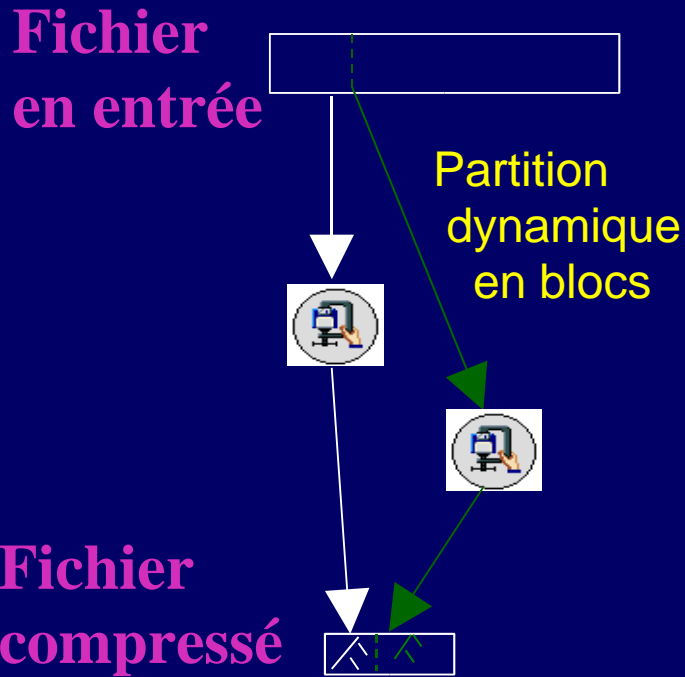 Fichier
en entrée
Partition
dynamique
en blocs
Fichier
compressé